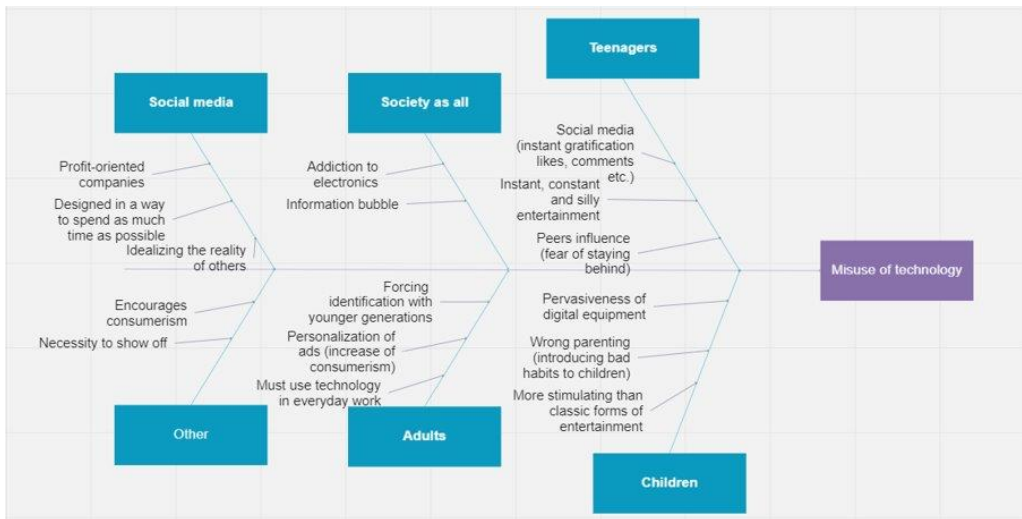 Teenagers
Social media
Society as all
Social media
(instant gratification
likes, comments
etc.)
Instant, constant
and silly
entertainment
Peers influence
(fear of staying
behind)
Profit-oriented
companies
Designed in a way
to spend as much
time as possible
Idealizing the reality
of others
Addiction to
electronics
Information bubble
Misuse of technology
Encourages
consumerism
Necessity to show off
Forcing
identification with
younger generations
Personalization of
ads (increase of
consumerism)
Must use technology
in everyday work
Pervasiveness of
digital equipment
Wrong parenting
(introducing bad
habits to children)
More stimulating than
classic forms of
entertainment
Other
Adults
Children